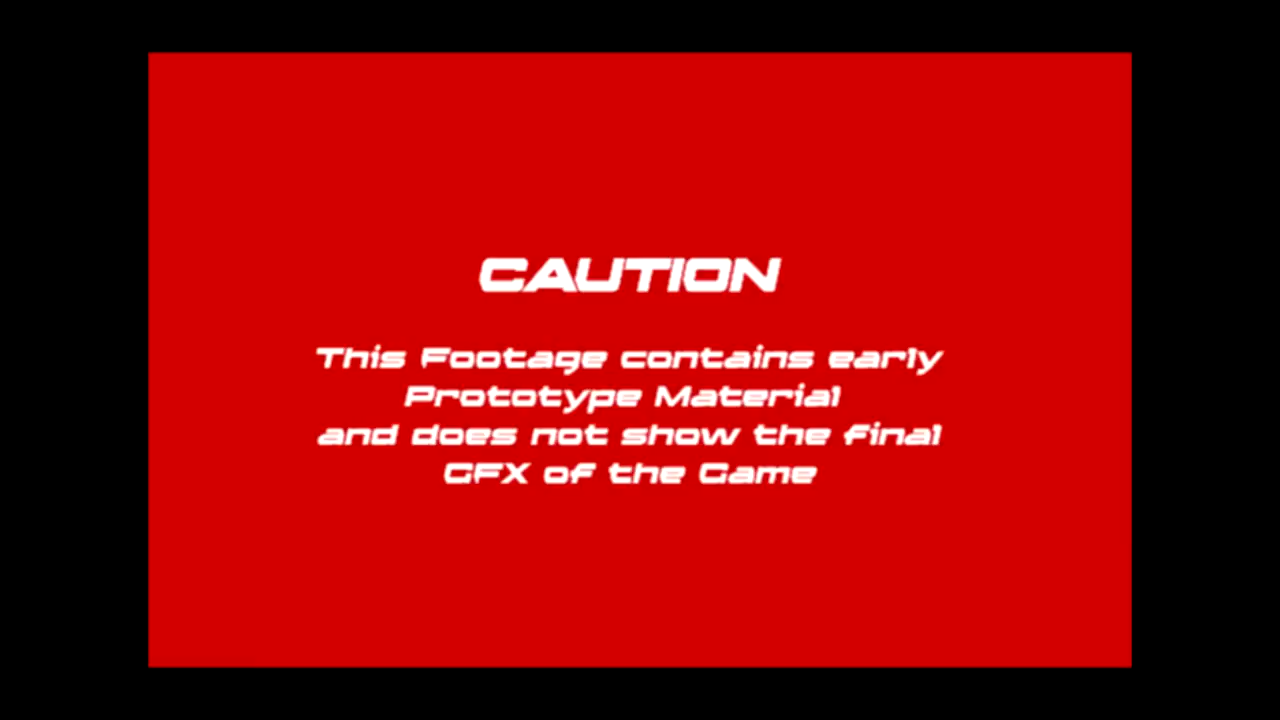 CAUTION
This Footage contains early
Prototype Material
and does not show the final
GFX of the Game